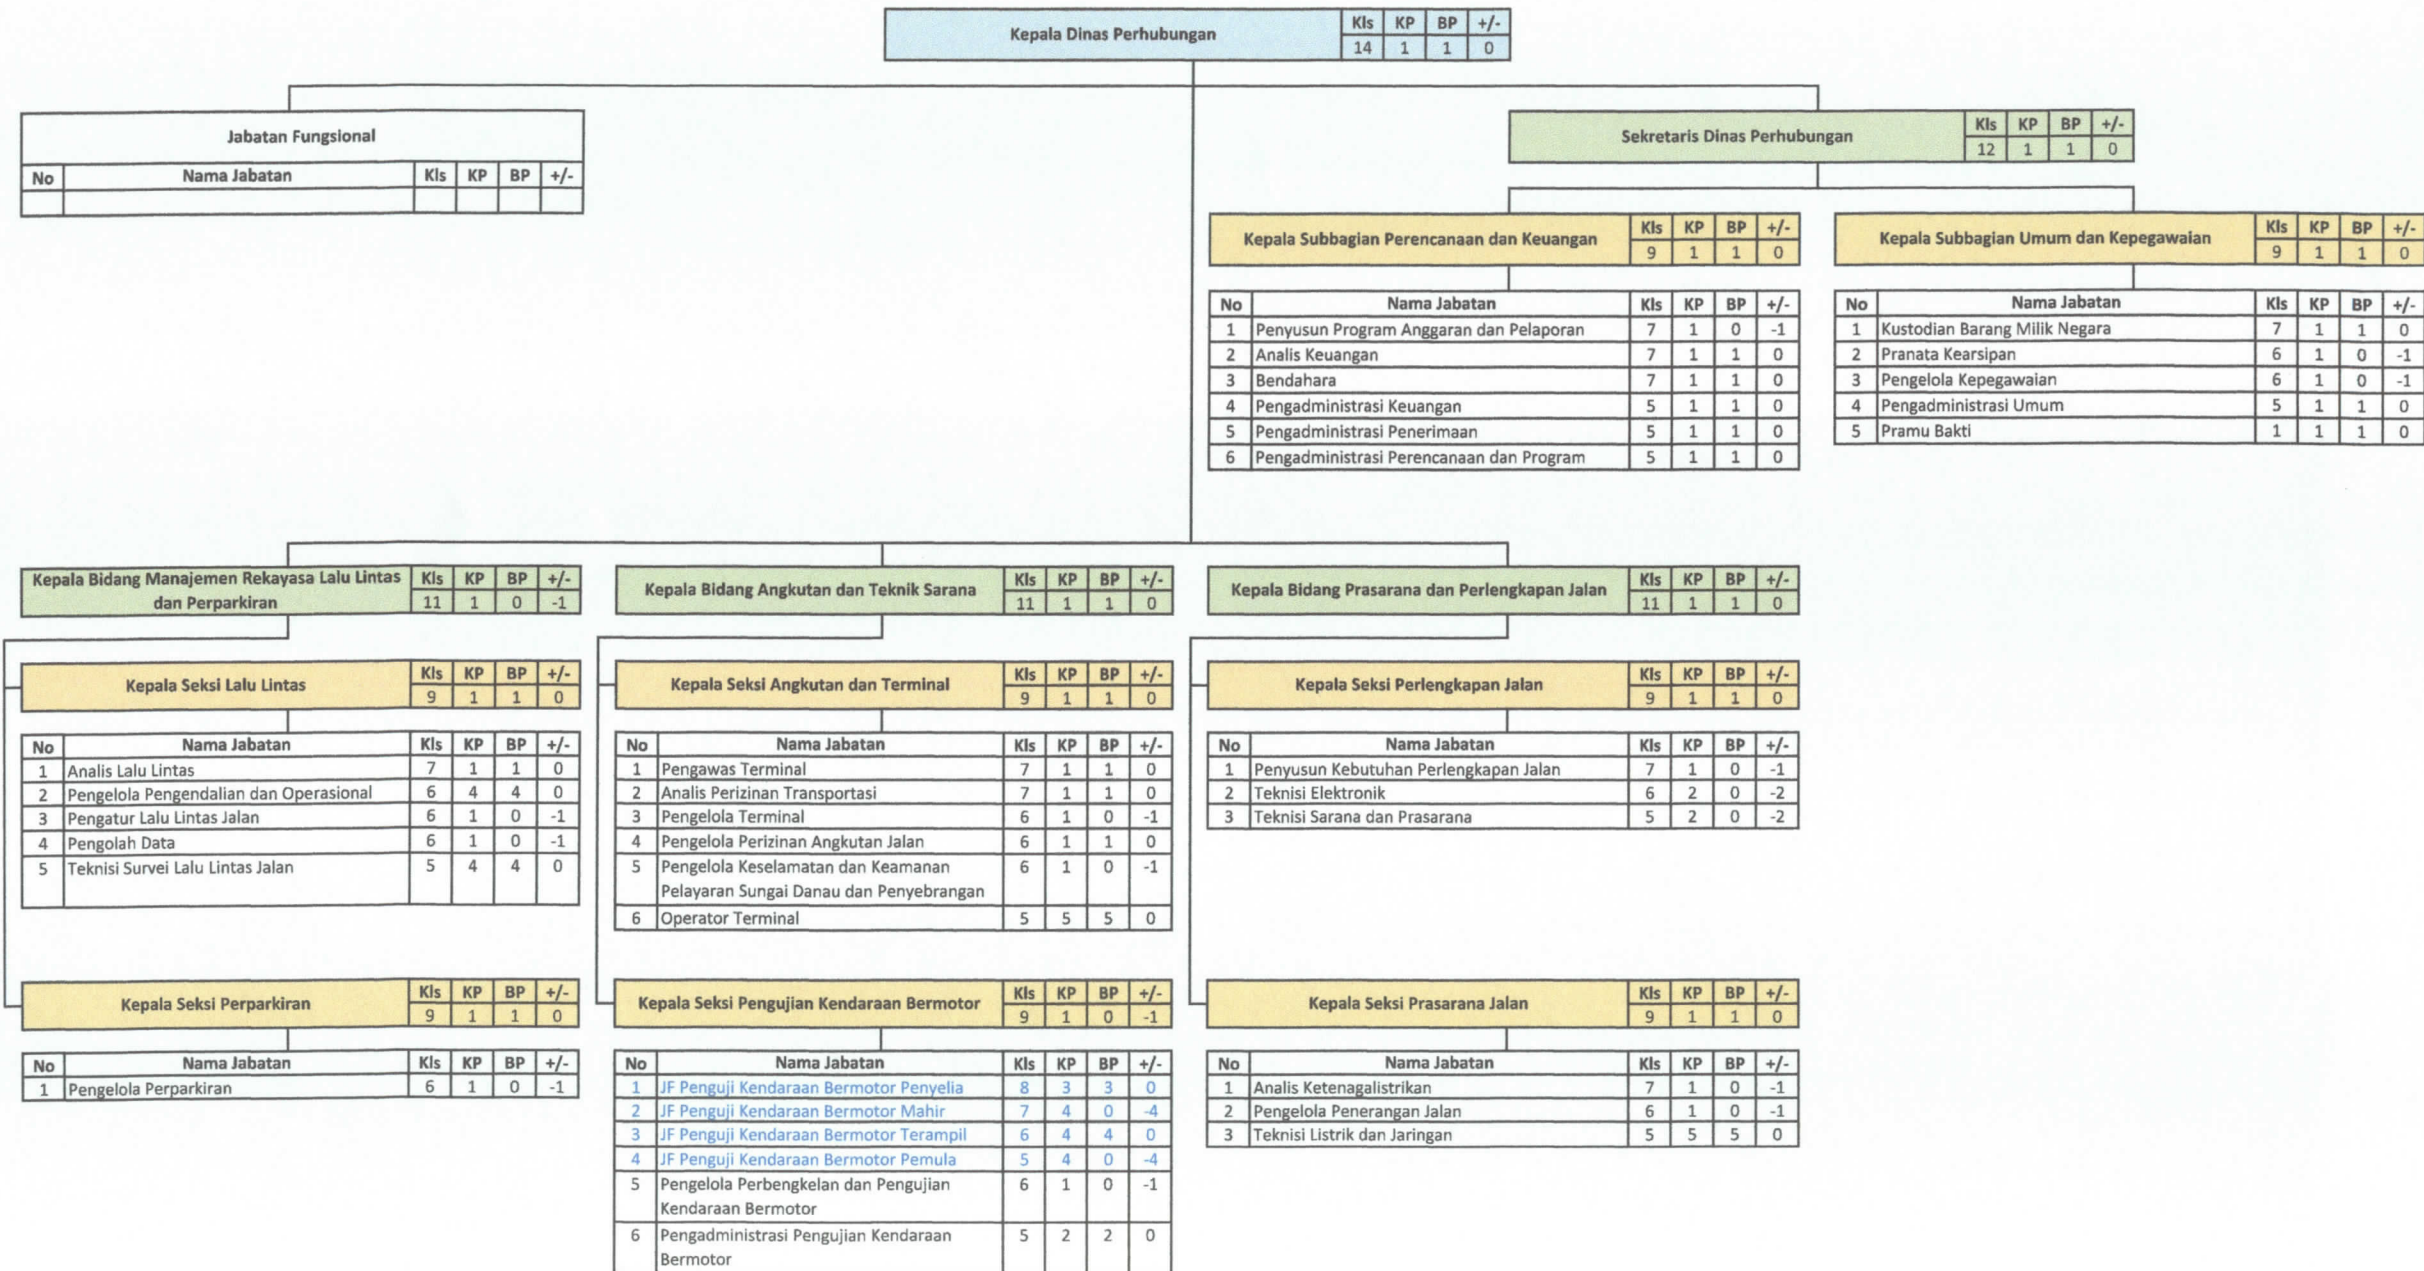 Kepala Dinas Perhubungan
Kls KP BP +/-
14 1 1 0
Jabatan Fungsional
No Nama Jabatan Kls KP BP +/-
Sekretaris Dinas Perhubungan
Kls KP BP +/-
12 1 1 0
Kepala Subbagian Perencanaan dan Keuangan
Kls KP BP +/-
9 1 1 0
No Nama Jabatan Kls KP BP +/-
1 Penyusun Program Anggaran dan Pelaporan 7 1 0 -1
2 Analis Keuangan 7 1 1 0
3 Bendahara 7 1 1 0
4 Pengadministrasi Keuangan 5 1 1 0
5 Pengadministrasi Penerimaan 5 1 1 0
6 Pengadministrasi Perencanaan dan Program 5 1 1 0
Kepala Subbagian Umum dan Kepegawaian
Kls KP BP +/-
9 1 1 0
No Nama Jabatan Kls KP BP +/-
1 Kustodian Barang Milik Negara 7 1 1 0
2 Pranata Kearsipan 6 1 0 -1
3 Pengelola Kepegawaian 6 1 0 -1
4 Pengadministrasi Umum 5 1 1 0
5 Pramu Bakti 1 1 1 0
Kepala Bidang Manajemen Rekayasa Lalu Lintas
dan Perparkiran
Kls KP BP +/-
11 1 0 -1
Kepala Seksi Lalu Lintas
Kls KP BP +/-
9 1 1 0
No Nama Jabatan Kls KP BP +/-
1 Analis Lalu Lintas 7 1 1 0
2 Pengelola Pengendalian dan Operasional 6 4 4 0
3 Pengatur Lalu Lintas Jalan 6 1 0 -1
4 Pengolah Data 6 1 0 -1
5 Teknisi Survei Lalu Lintas Jalan 5 4 4 0
Kepala Seksi Perparkiran
Kls KP BP +/-
9 1 1 0
No Nama Jabatan Kls KP BP +/-
1 Pengelola Perparkiran 6 1 0 -1
Kepala Bidang Angkutan dan Teknik Sarana
Kls KP BP +/-
11 1 1 0
Kepala Seksi Angkutan dan Terminal
Kls KP BP +/-
9 1 1 0
No Nama Jabatan Kls KP BP +/-
1 Pengawas Terminal 7 1 1 0
2 Analis Perizinan Transportasi 7 1 1 0
3 Pengelola Terminal 6 1 0 -1
4 Pengelola Perizinan Angkutan Jalan 6 1 1 0
5 Pengelola Keselamatan dan Keamanan 6 1 0 -1
Pelayaran Sungai Danau dan Penyebrangan
6 Operator Terminal 5 5 5 0
Kepala Seksi Pengujian Kendaraan Bermotor
Kls KP BP +/-
9 1 0 -1
No Nama Jabatan Kls KP BP +/-
1 JF Penguji Kendaraan Bermotor Penyelia 8 3 3 0
2 JF Penguji Kendaraan Bermotor Mahir 7 4 0 -4
3 JF Penguji Kendaraan Bermotor Terampil 6 4 4 0
4 JF Penguji Kendaraan Bermotor Pemula 5 4 0 -4
5 Pengelola Perbengkelan dan Pengujian 6 1 0 -1
Kendaraan Bermotor
6 Pengadministrasi Pengujian Kendaraan 5 2 2 0
Bermotor
Kepala Bidang Prasarana dan Perlengkapan Jalan
Kls KP BP +/-
11 1 1 0
Kepala Seksi Perlengkapan Jalan
Kls KP BP +/-
9 1 1 0
No Nama Jabatan Kls KP BP +/-
1 Penyusun Kebutuhan Perlengkapan Jalan 7 1 0 -1
2 Teknisi Elektronik 6 2 0 -2
3 Teknisi Sarana dan Prasarana 5 2 0 -2
Kepala Seksi Prasarana Jalan
Kls KP BP +/-
9 1 1 0
No Nama Jabatan Kls KP BP +/-
1 Analis Ketenagalistrikan 7 1 0 -1
2 Pengelola Penerangan Jalan 6 1 0 -1
3 Teknisi Listrik dan Jaringan 5 5 5 0